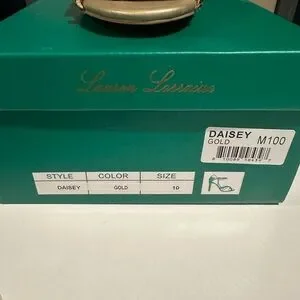 Lauren Lorraine
DAISEY
GOLD M100
STYLE COLOR SIZE
DAISEY GOLD 10